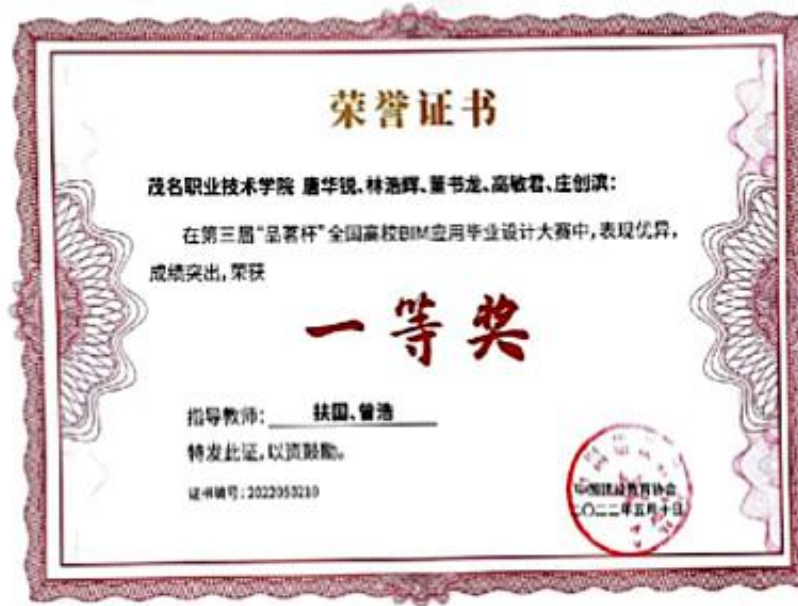 荣誉证书
茂名职业技术学院 唐华锐、林浩辉、董书龙、高敏君、庄创滨：
在第三届“品茗杯”全国高校BIM应用毕业设计大赛中，表现优异，
成绩突出，荣获
一等奖
指导教师： 扶国、曾浩
特发此证，以资鼓励。
证书编号：2022050210
中国建设教育协会
二〇二二年五月十日